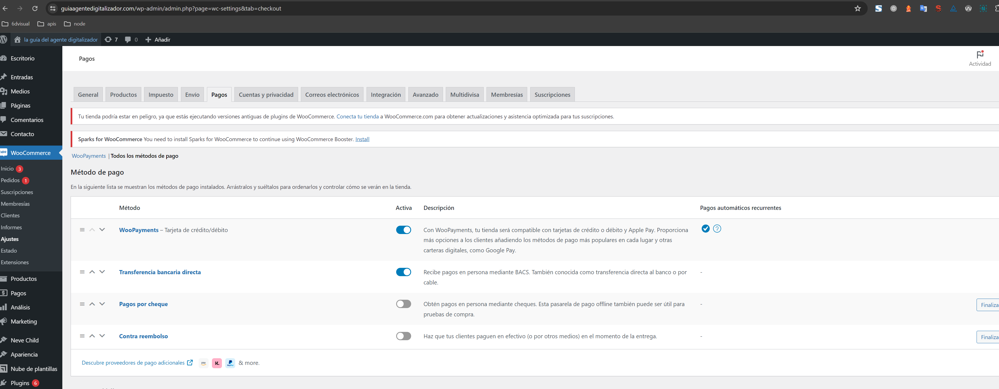 guiaagentedigitalizador.com/wp-admin/admin.php?page=wc-settings&tab=checkout
6dvisual apis node
la guía del agente digitalizador 7 0 Añadir
Escritorio
Entradas
Medios
Páginas
Comentarios
Contacto
WooCommerce
Inicio 3
Pedidos 1
Suscripciones
Membresías
Clientes
Informes
Ajustes
Estado
Extensiones
Productos
Pagos
Análisis
Marketing
Neve Child
Apariencia
Nube de plantillas
Plugins 6
Pagos
Actividad
General Productos Impuesto Envío Pagos Cuentas y privacidad Correos electrónicos Integración Avanzado Multidivisa Membresías Suscripciones
Tu tienda podría estar en peligro, ya que estás ejecutando versiones antiguas de plugins de WooCommerce. Conecta tu tienda a WooCommerce.com para obtener actualizaciones y asistencia optimizada para tus suscripciones.
Sparks for WooCommerce You need to install Sparks for WooCommerce to continue using WooCommerce Booster. Install
WooPayments | Todos los métodos de pago
Método de pago
En la siguiente lista se muestran los métodos de pago instalados. Arrástralos y suéltalos para ordenarlos y controlar cómo se verán en la tienda.
Método Activa Descripción Pagos automáticos recurrentes
WooPayments – Tarjeta de crédito/débito Con WooPayments, tu tienda será compatible con tarjetas de crédito o débito y Apple Pay. Proporciona
más opciones a los clientes añadiendo los métodos de pago más populares en cada lugar y otras
carteras digitales, como Google Pay.
Transferencia bancaria directa Recibe pagos en persona mediante BACS. También conocida como transferencia directa al banco o por -
cable.
Pagos por cheque Obtén pagos en persona mediante cheques. Esta pasarela de pago offline también puede ser útil para - Finaliza
pruebas de compra.
Contra reembolso Haz que tus clientes paguen en efectivo (o por otros medios) en el momento de la entrega. - Finaliza
Descubre proveedores de pago adicionales pay K. PayPal & more.